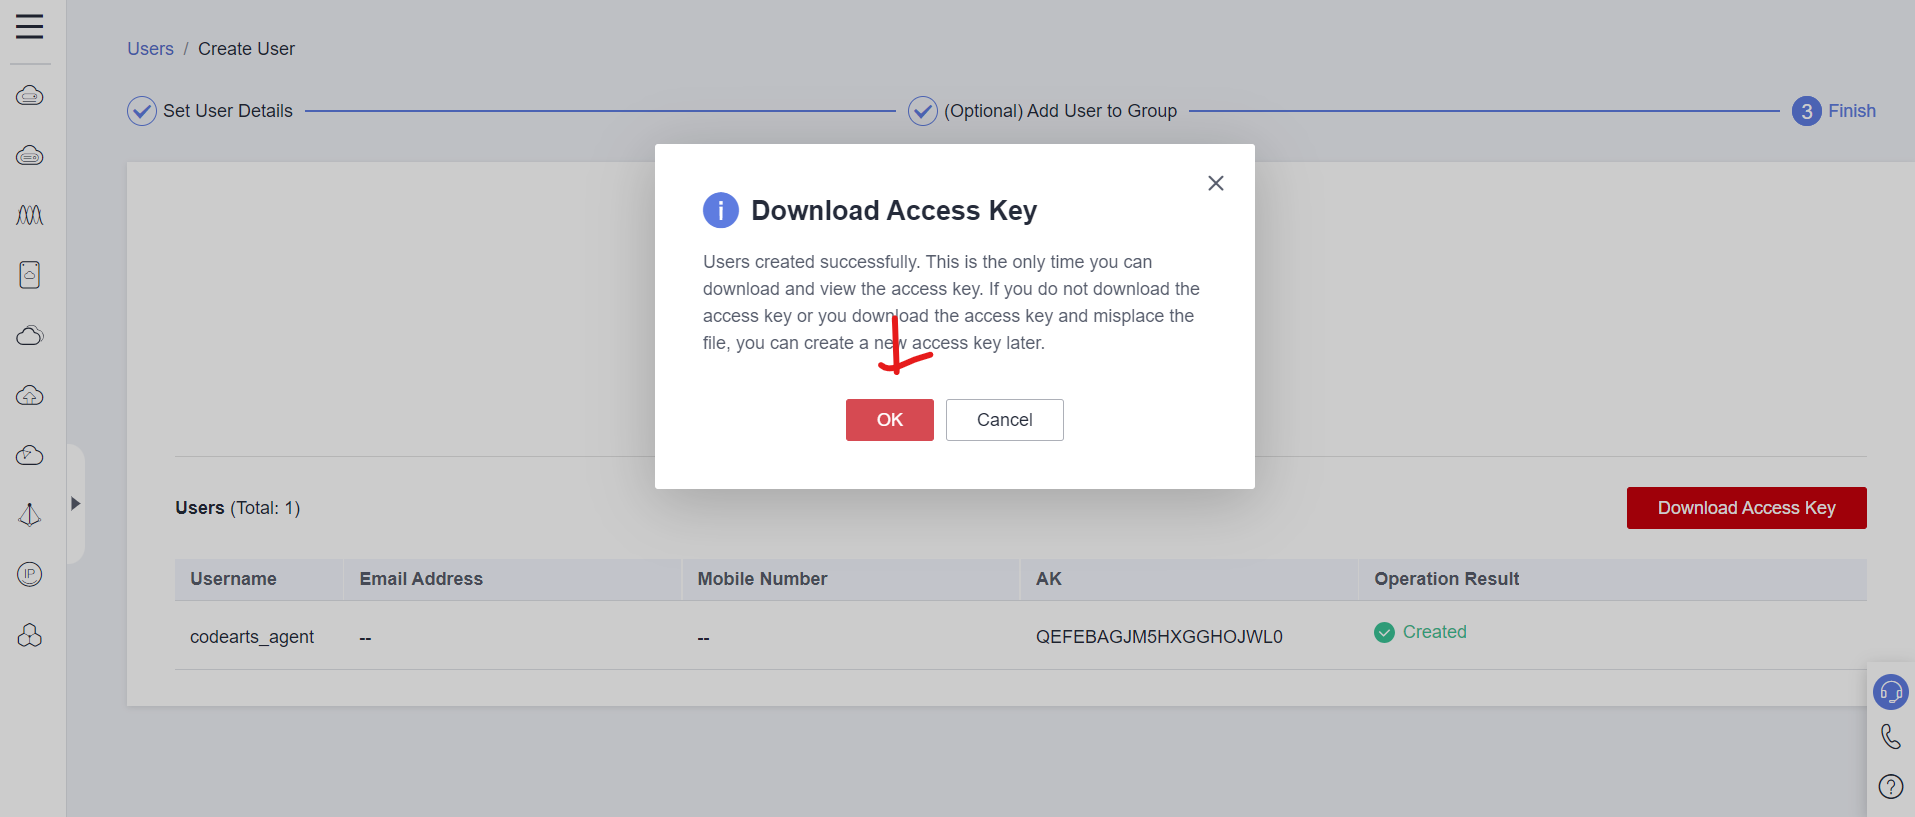 Users / Create User
Set User Details
(Optional) Add User to Group
3 Finish
i Download Access Key
Users created successfully. This is the only time you can
download and view the access key. If you do not download the
access key or you download the access key and misplace the
file, you can create a new access key later.
OK
Cancel
Users (Total: 1)
Download Access Key
Username Email Address Mobile Number AK Operation Result
codearts_agent -- -- QEFEBAGJM5HXGGHOJWL0 Created
IP
?